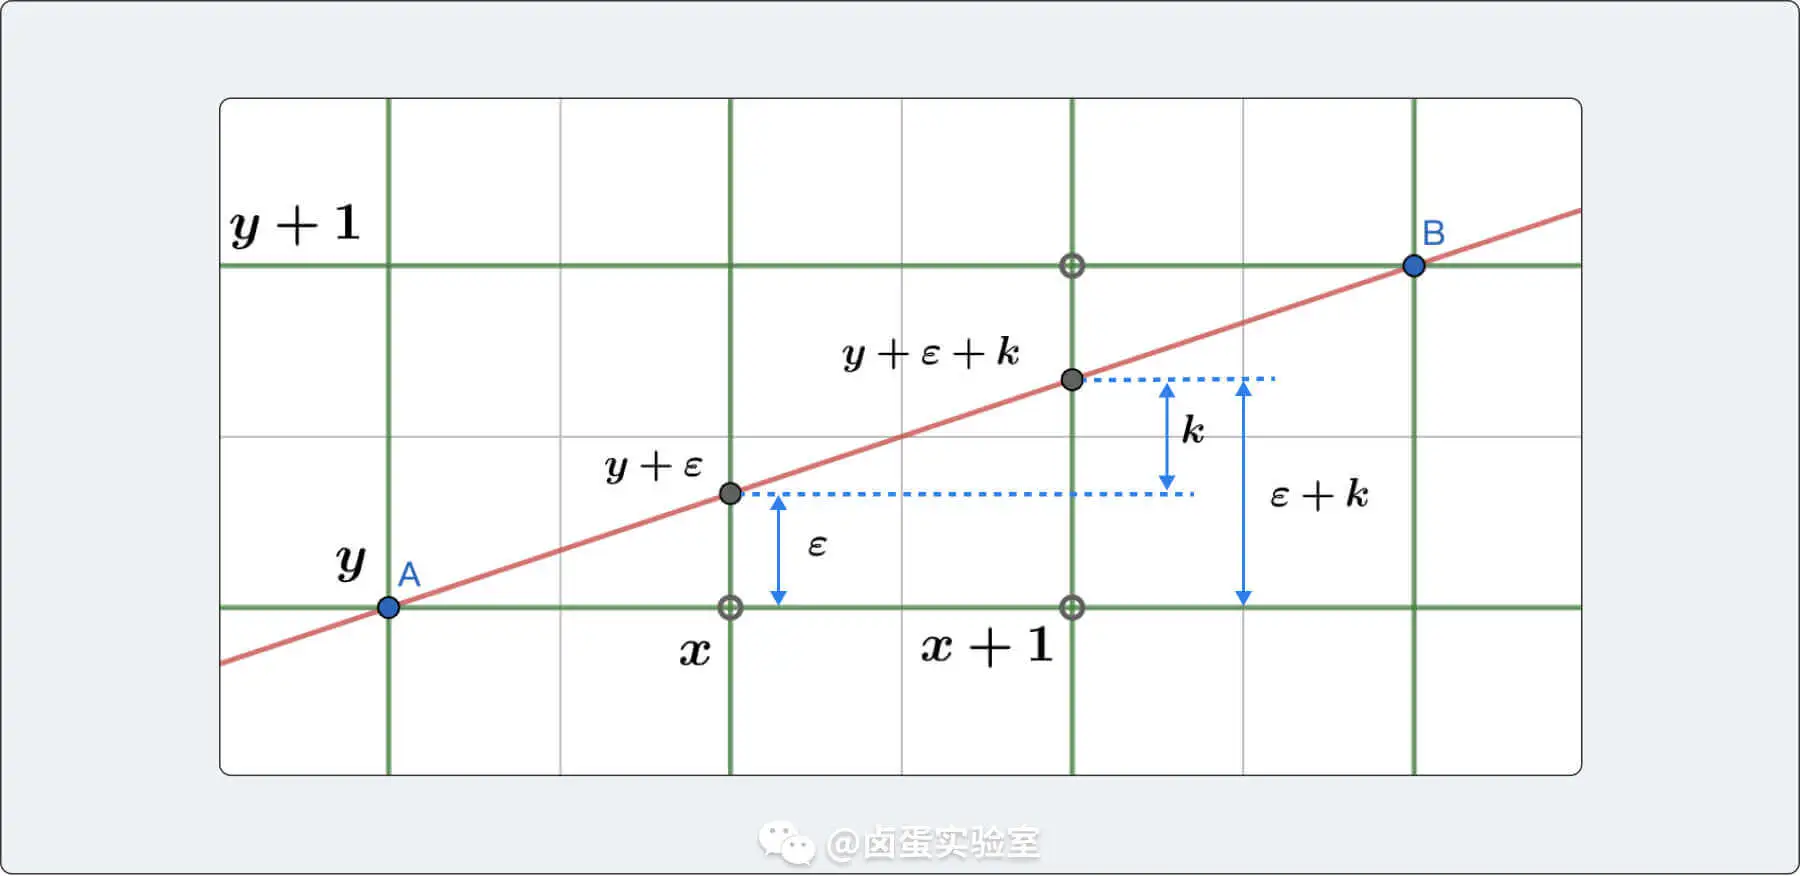 y + 1
B
y + ε + k
k
y + ε
ε + k
ε
y
A
x
x + 1
@卤蛋实验室